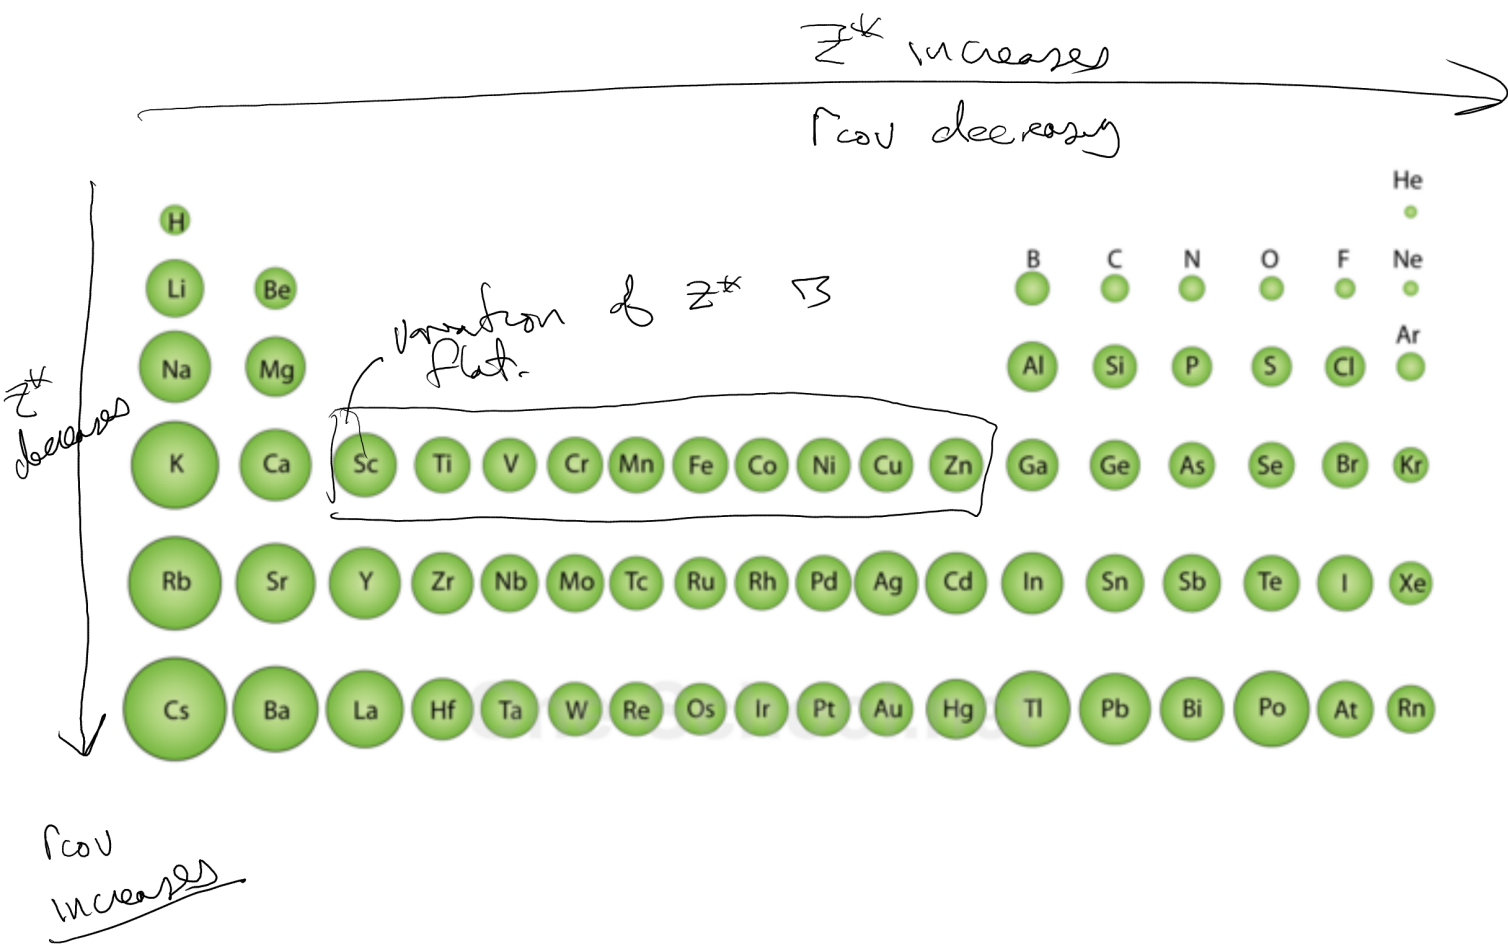 Z* increases
rcov decreasing
He
H
B C N O F Ne
Li Be
variation of Z* is
flat.
Ar
Na Mg Al Si P S Cl
Z*
decreases
K Ca Sc Ti V Cr Mn Fe Co Ni Cu Zn Ga Ge As Se Br Kr
Rb Sr Y Zr Nb Mo Tc Ru Rh Pd Ag Cd In Sn Sb Te I Xe
Cs Ba La Hf Ta W Re Os Ir Pt Au Hg Tl Pb Bi Po At Rn
rcov
increases